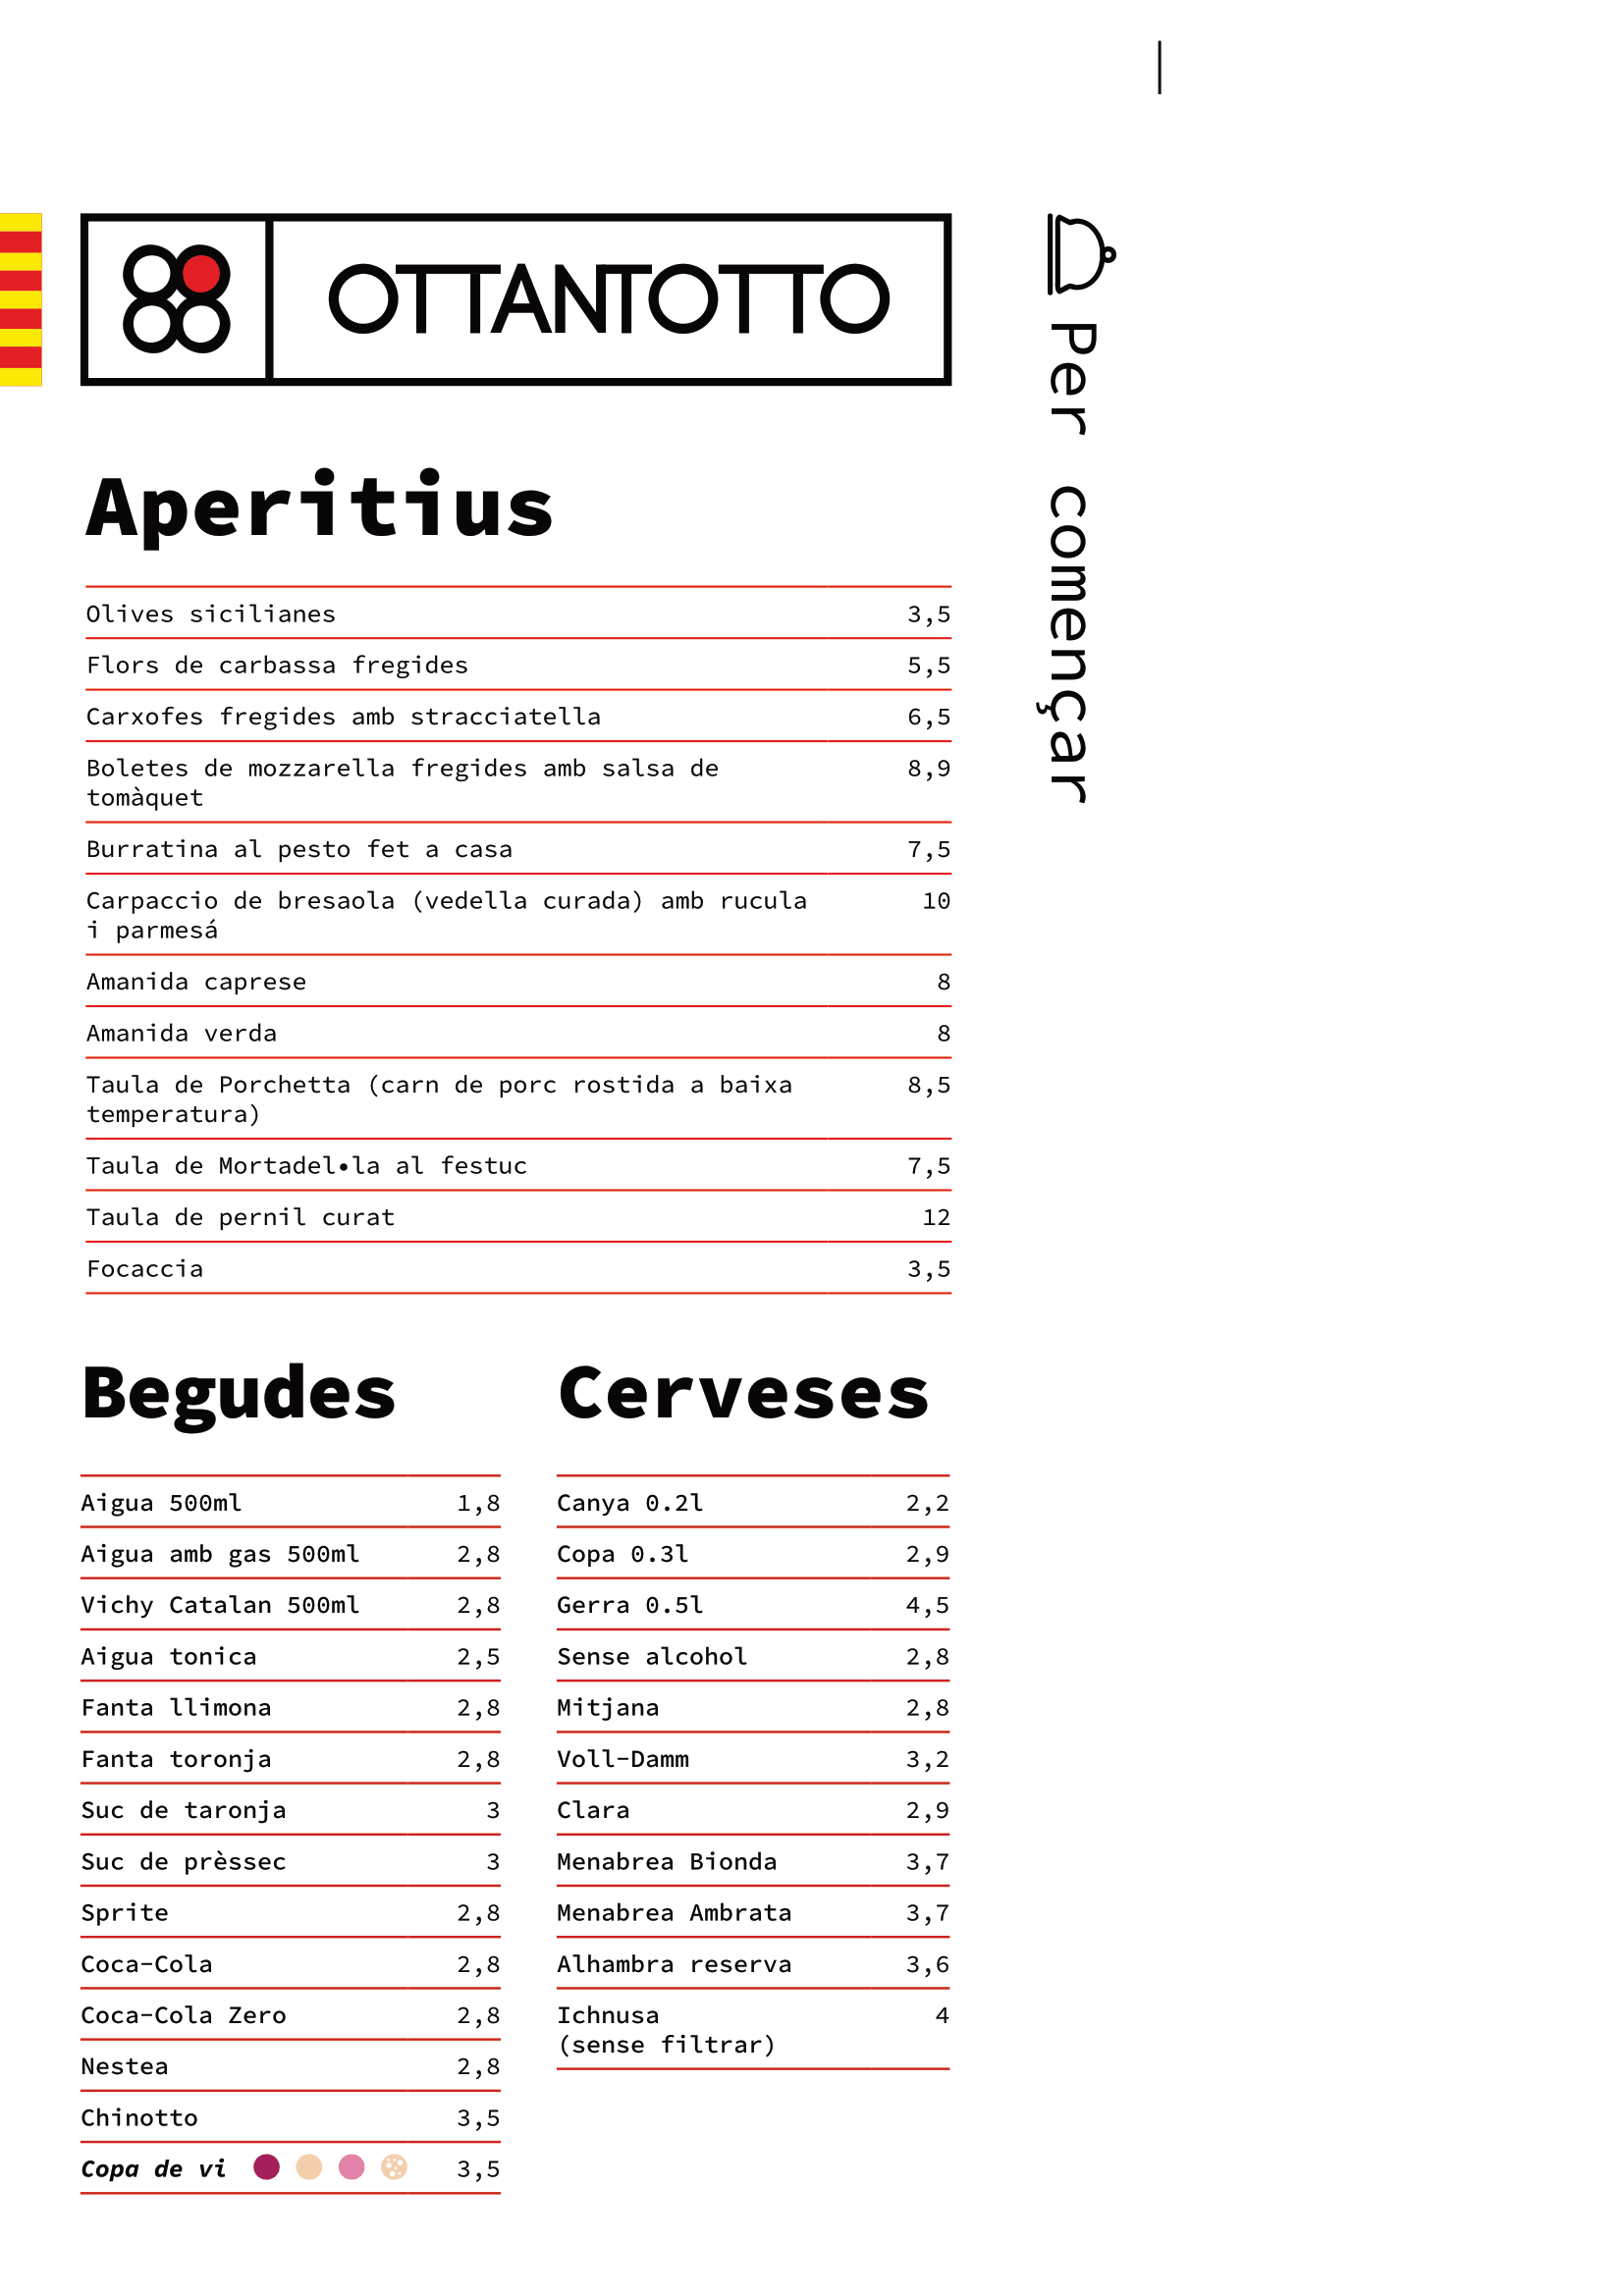 OTTANTOTTO
Per començar
Aperitius
Olives sicilianes 3,5
Flors de carbassa fregides 5,5
Carxofes fregides amb stracciatella 6,5
Boletes de mozzarella fregides amb salsa de 8,9
tomàquet
Burratina al pesto fet a casa 7,5
Carpaccio de bresaola (vedella curada) amb rucula 10
i parmesá
Amanida caprese 8
Amanida verda 8
Taula de Porchetta (carn de porc rostida a baixa 8,5
temperatura)
Taula de Mortadel•la al festuc 7,5
Taula de pernil curat 12
Focaccia 3,5
Begudes
Aigua 500ml 1,8
Aigua amb gas 500ml 2,8
Vichy Catalan 500ml 2,8
Aigua tonica 2,5
Fanta llimona 2,8
Fanta toronja 2,8
Suc de taronja 3
Suc de prèssec 3
Sprite 2,8
Coca-Cola 2,8
Coca-Cola Zero 2,8
Nestea 2,8
Chinotto 3,5
Copa de vi 3,5
Cerveses
Canya 0.2l 2,2
Copa 0.3l 2,9
Gerra 0.5l 4,5
Sense alcohol 2,8
Mitjana 2,8
Voll-Damm 3,2
Clara 2,9
Menabrea Bionda 3,7
Menabrea Ambrata 3,7
Alhambra reserva 3,6
Ichnusa 4
(sense filtrar)